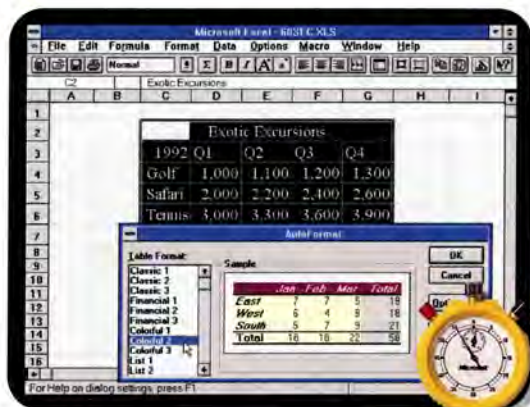 Microsoft Excel - 60SEC.XLS
File Edit Formula Format Data Options Macro Window Help
Normal Σ B I A A
C2 Exotic Excursions
A B C D E F G H I
1
2 Exotic Excursions
3 1992 Q1 Q2 Q3 Q4
4 Golf 1,000 1,100 1,200 1,300
5 Safari 2,000 2,200 2,400 2,600
6 Tennis 3,000 3,300 3,600 3,900
7
8
9
10
11
12
13
14
15
16
AutoFormat
Table Format:
Classic 1
Classic 2
Classic 3
Financial 1
Financial 2
Financial 3
Colorful 1
Colorful 2
Colorful 3
List 1
List 2
Sample
Jan Feb Mar Total
East 7 7 5 19
West 6 4 8 18
South 5 7 9 21
Total 18 18 22 58
OK
Cancel
Microsoft
For Help on dialog settings, press F1